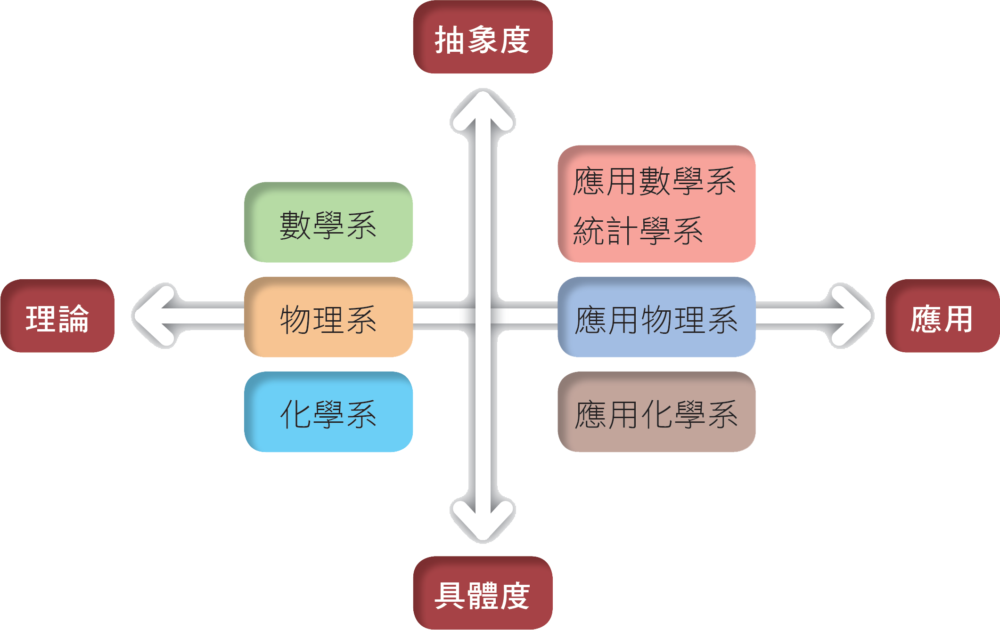 抽象度
應用數學系
統計學系
數學系
理論
物理系
應用物理系
應用
化學系
應用化學系
具體度